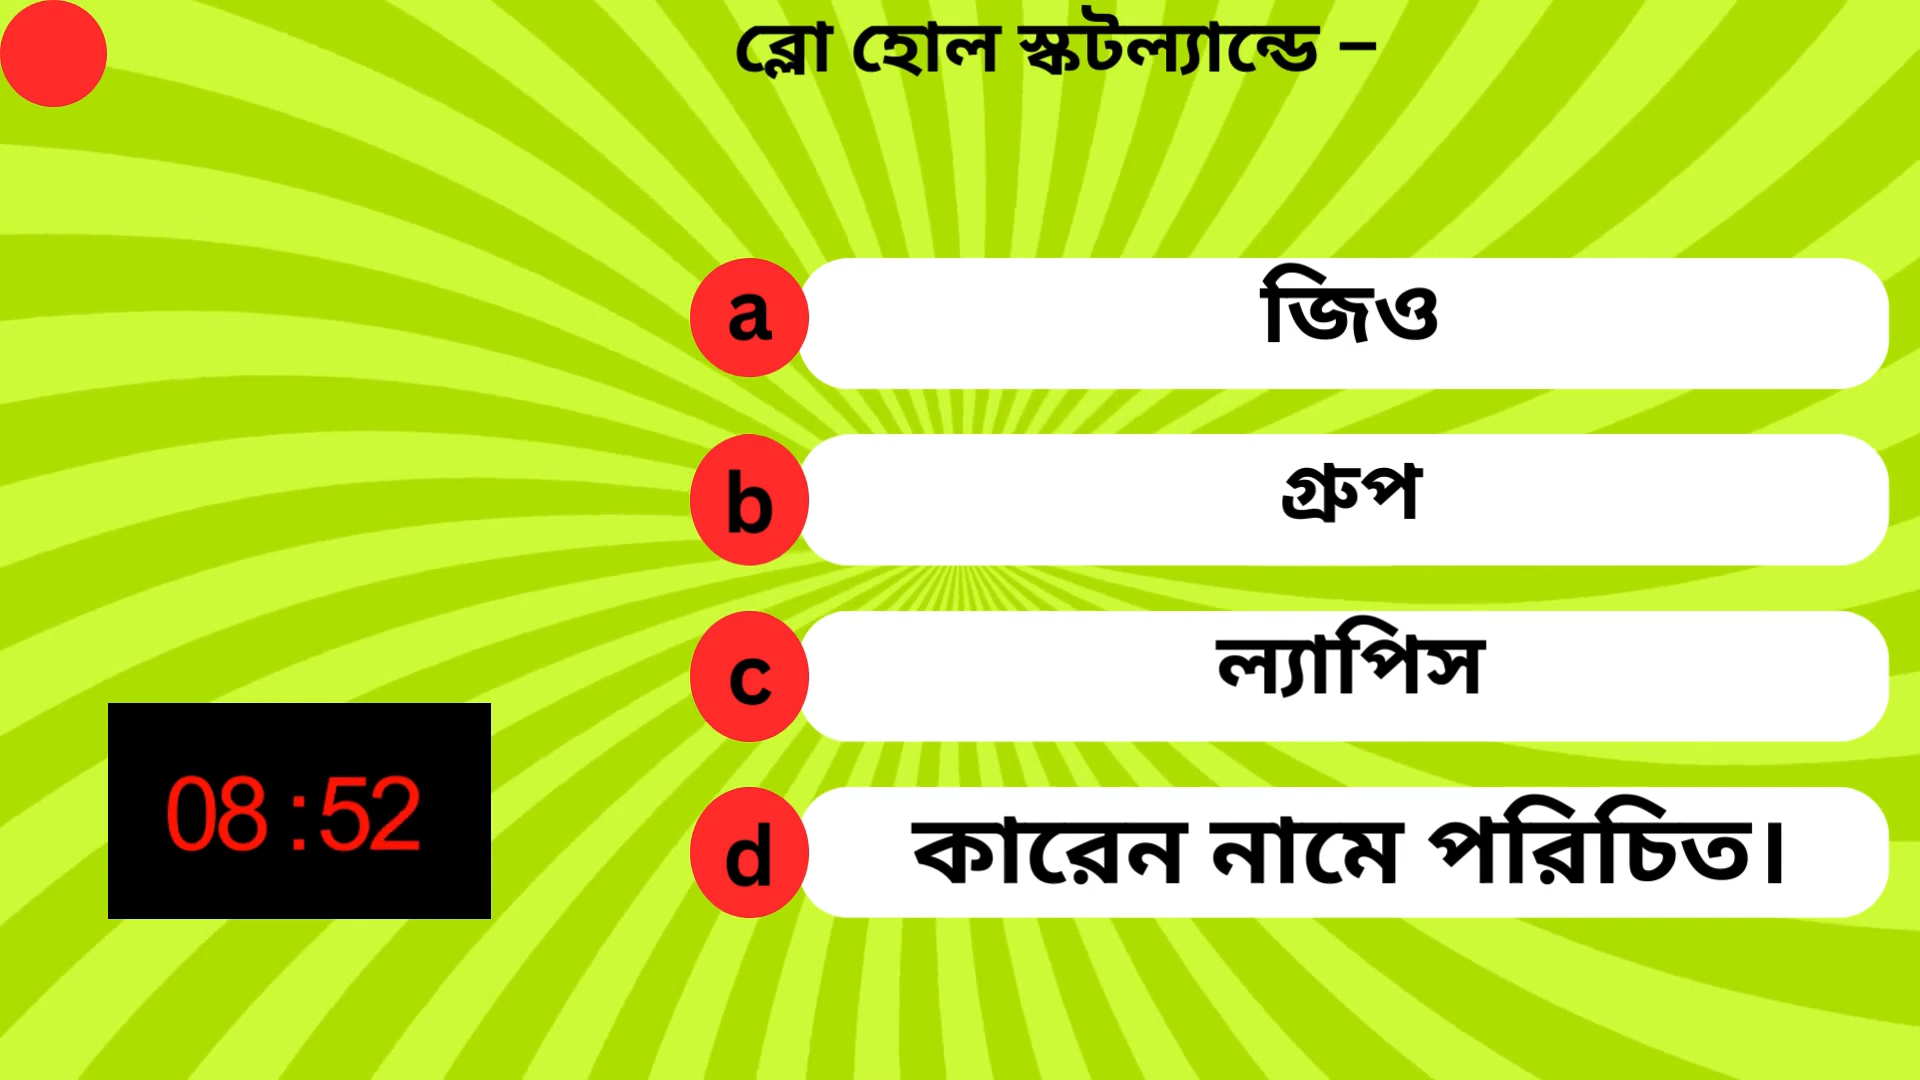 ব্লো হোল স্কটল্যান্ডে –
a
জিও
b
গ্রুপ
c
ল্যাপিস
d
কারেন নামে পরিচিত।
08:52